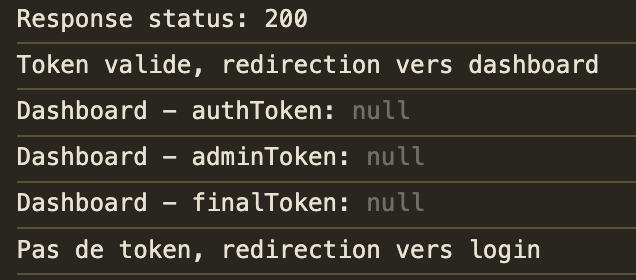 Response status: 200
Token valide, redirection vers dashboard
Dashboard – authToken: null
Dashboard – adminToken: null
Dashboard – finalToken: null
Pas de token, redirection vers login